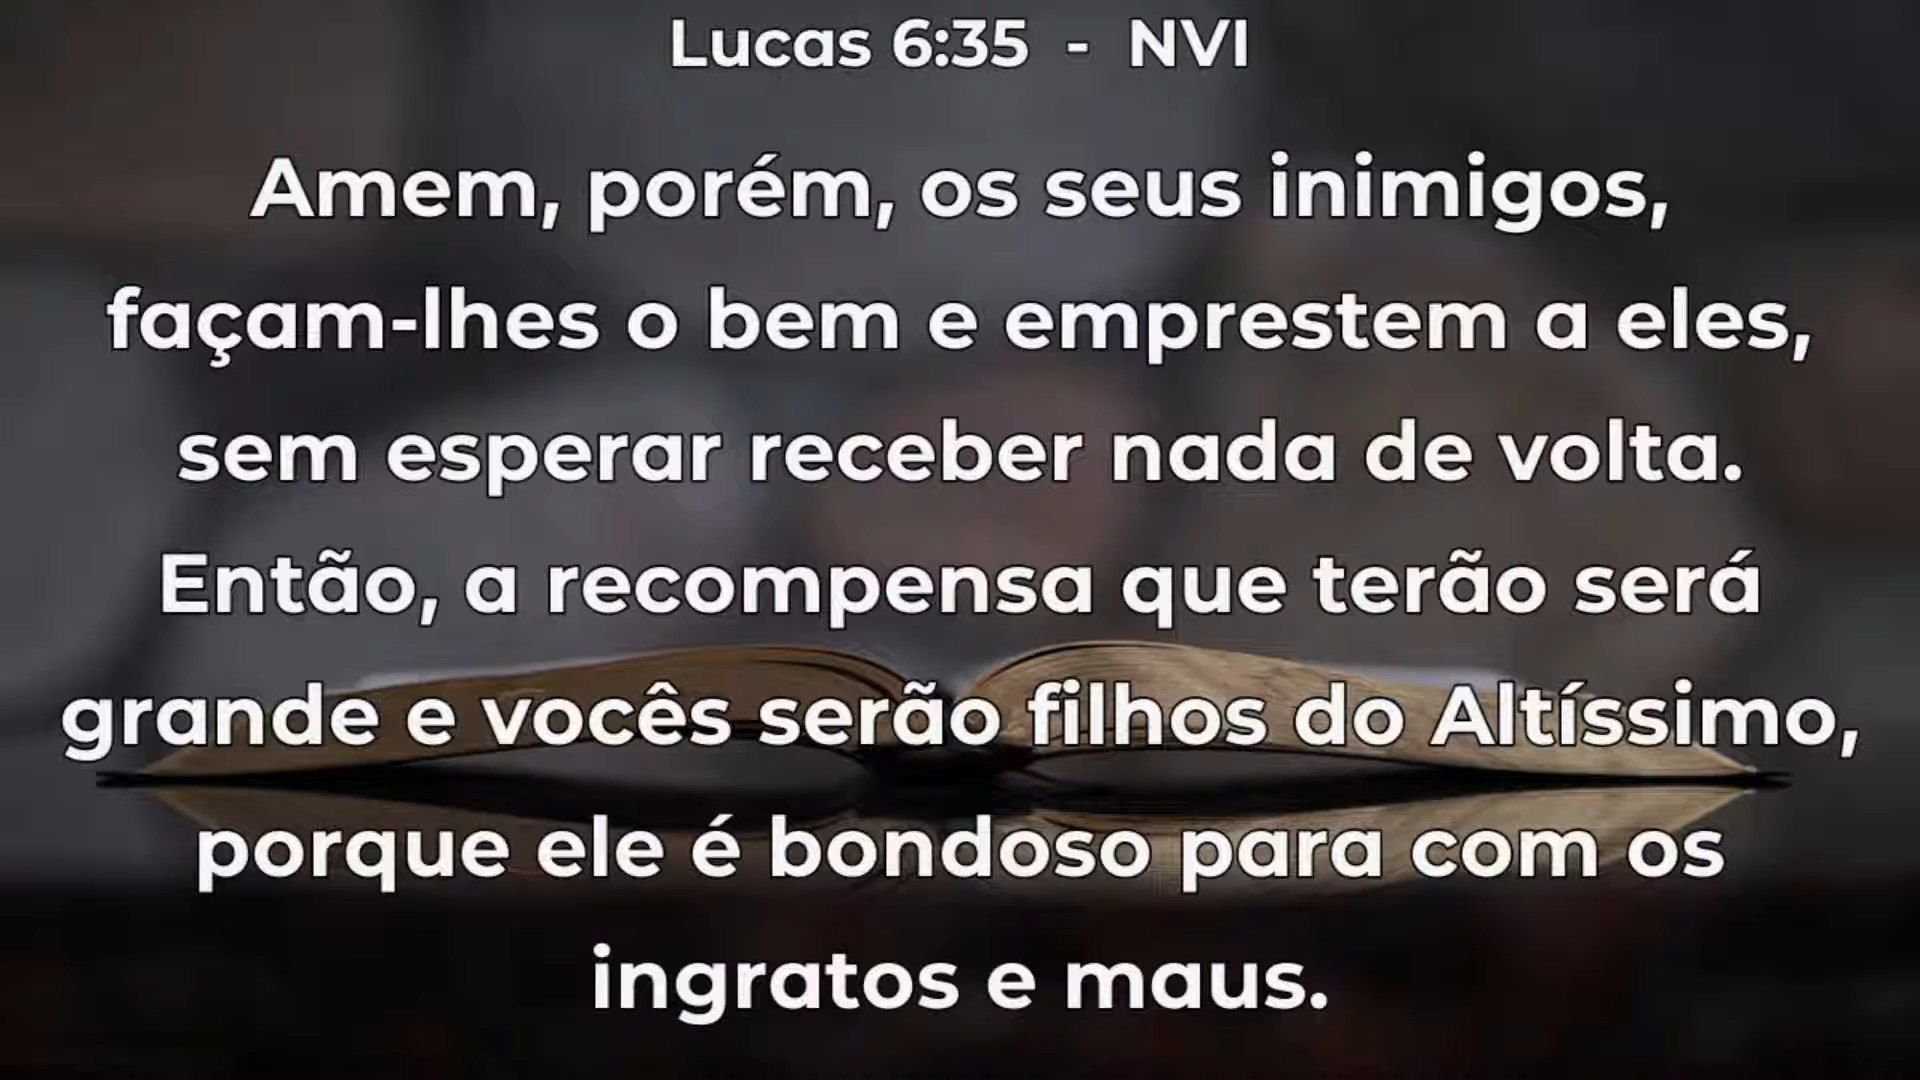 Lucas 6:35 - NVI
Amem, porém, os seus inimigos,
façam-lhes o bem e emprestem a eles,
sem esperar receber nada de volta.
Então, a recompensa que terão será
grande e vocês serão filhos do Altíssimo,
porque ele é bondoso para com os
ingratos e maus.